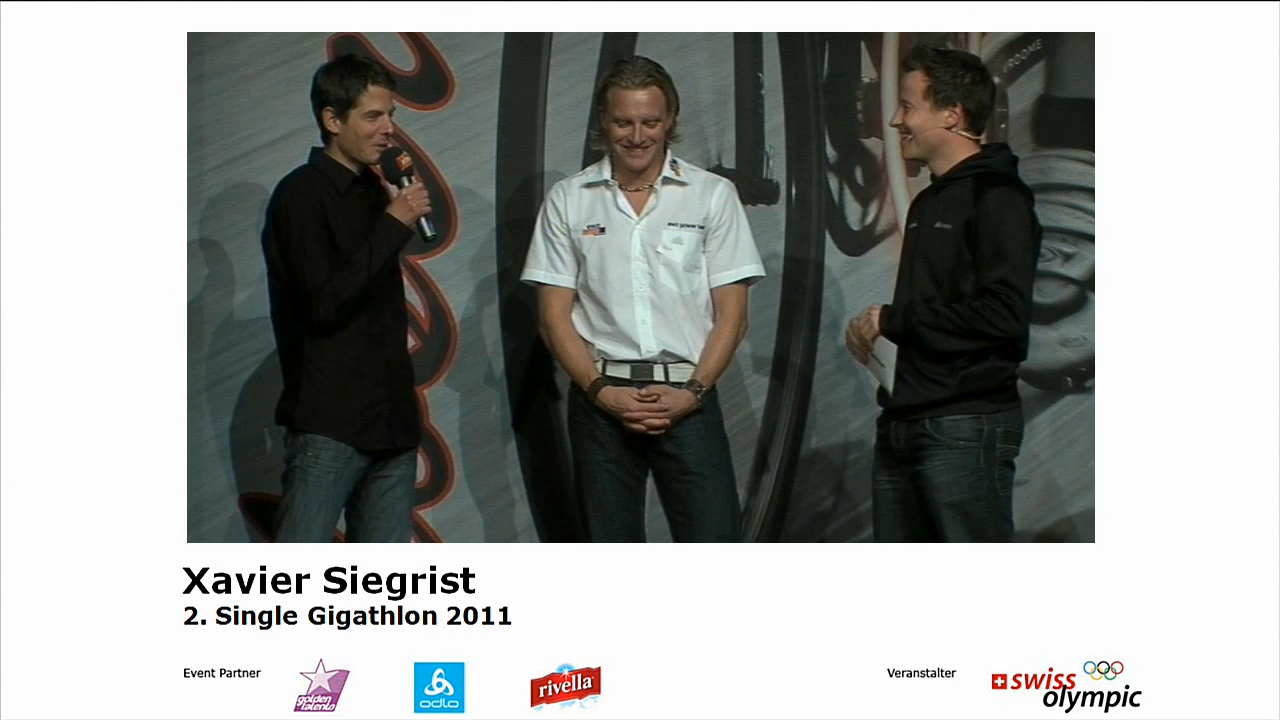 Xavier Siegrist
2. Single Gigathlon 2011
Event Partner
golden talents
odlo
rivella
Veranstalter
swiss
olympic